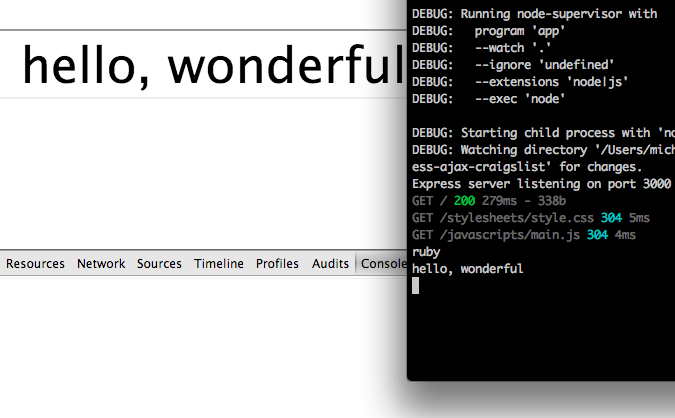 hello, wonderful
Resources Network Sources Timeline Profiles Audits Console
DEBUG: Running node-supervisor with
DEBUG:   program 'app'
DEBUG:   --watch '.'
DEBUG:   --ignore 'undefined'
DEBUG:   --extensions 'node|js'
DEBUG:   --exec 'node'
DEBUG: Starting child process with 'no
DEBUG: Watching directory '/Users/mich
ess-ajax-craigslist' for changes.
Express server listening on port 3000
GET / 200 279ms - 338b
GET /stylesheets/style.css 304 5ms
GET /javascripts/main.js 304 4ms
ruby
hello, wonderful